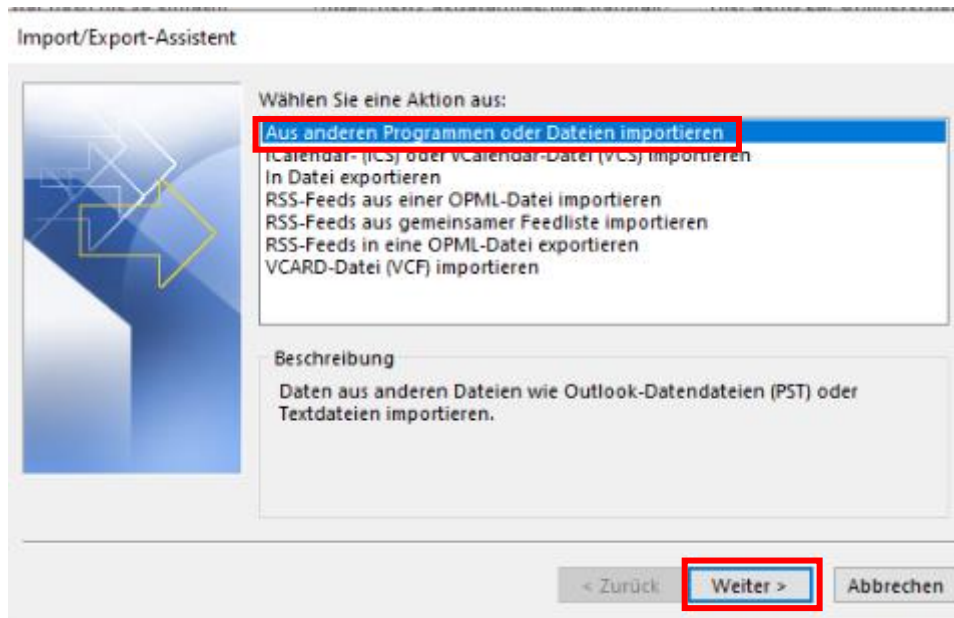 Import/Export-Assistent
Wählen Sie eine Aktion aus:
Aus anderen Programmen oder Dateien importieren
iCalendar- (ICS) oder vCalendar-Datei (VCS) importieren
In Datei exportieren
RSS-Feeds aus einer OPML-Datei importieren
RSS-Feeds aus gemeinsamer Feedliste importieren
RSS-Feeds in eine OPML-Datei exportieren
VCARD-Datei (VCF) importieren
Beschreibung
Daten aus anderen Dateien wie Outlook-Datendateien (PST) oder
Textdateien importieren.
< Zurück Weiter > Abbrechen